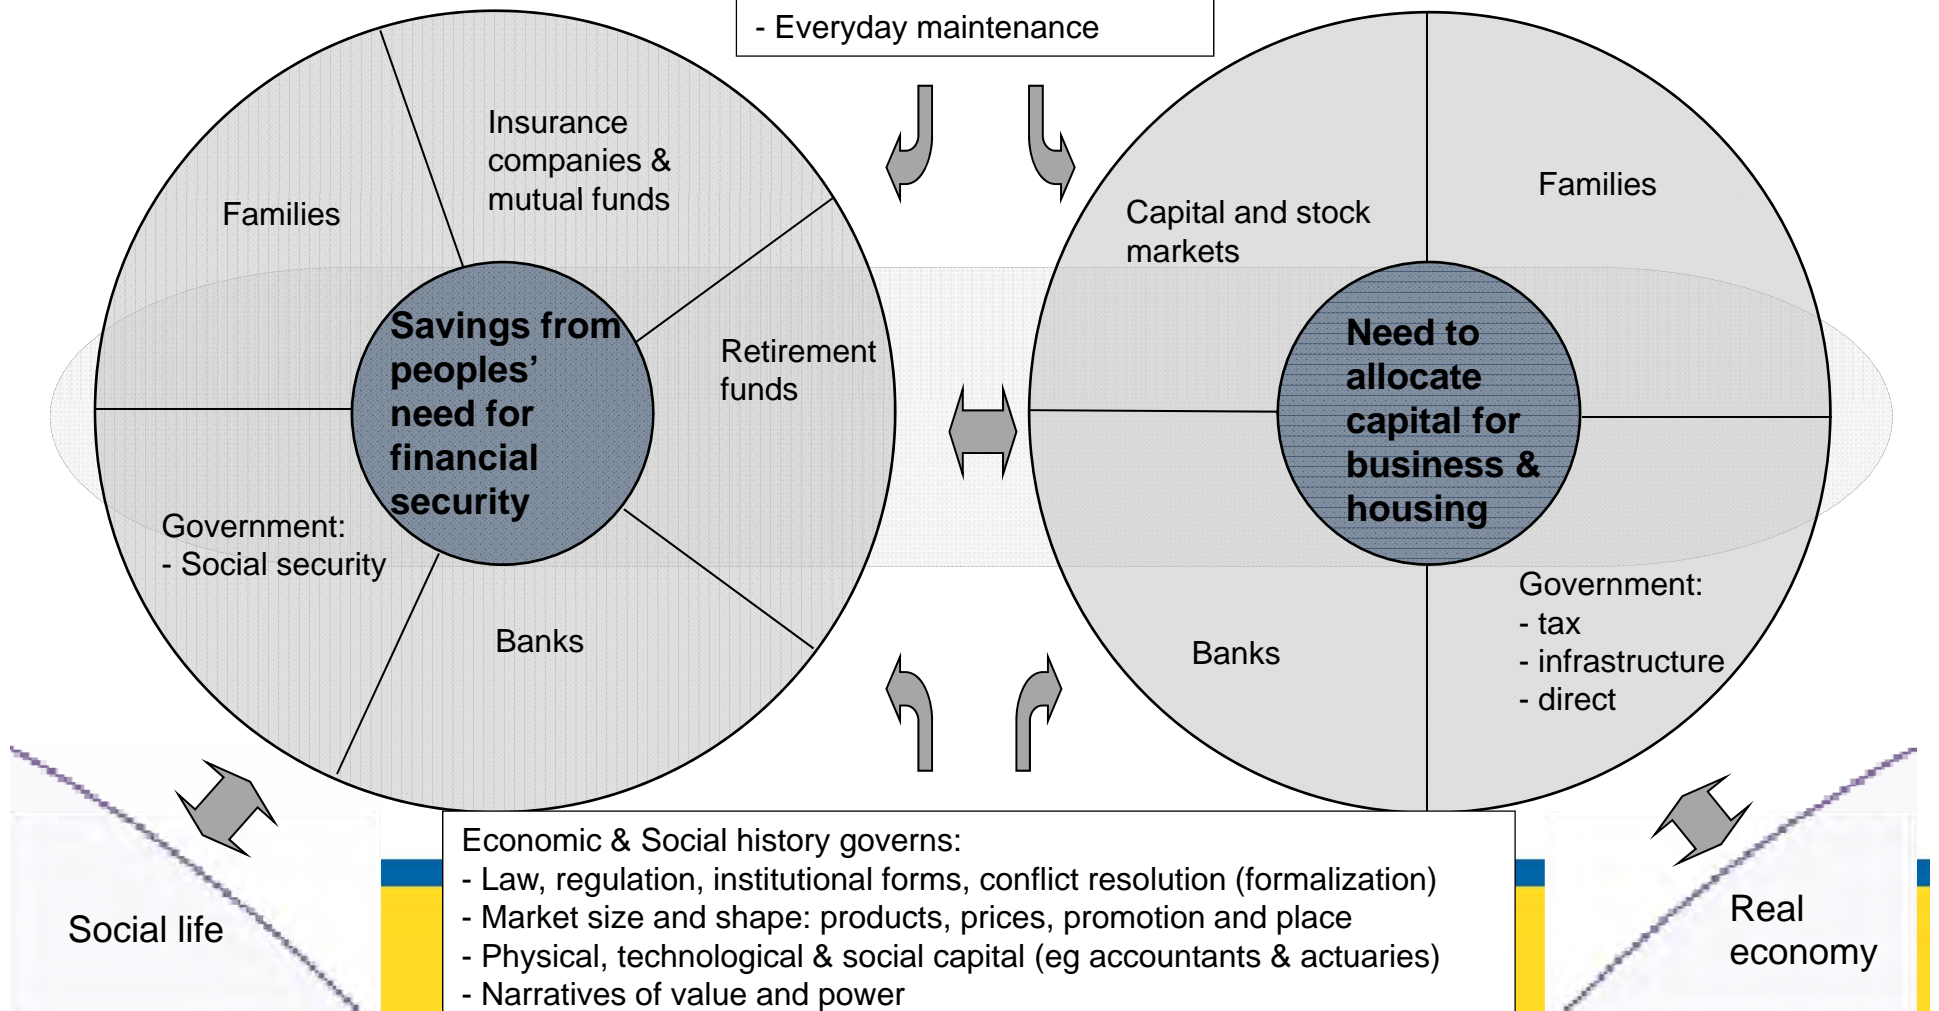 - Everyday maintenance
Insurance
companies &
mutual funds
Families
Retirement
funds
Savings from
peoples’
need for
financial
security
Government:
- Social security
Banks
Families
Capital and stock
markets
Need to
allocate
capital for
business &
housing
Banks
Government:
- tax
- infrastructure
- direct
Social life
Economic & Social history governs:
- Law, regulation, institutional forms, conflict resolution (formalization)
- Market size and shape: products, prices, promotion and place
- Physical, technological & social capital (eg accountants & actuaries)
- Narratives of value and power
Real
economy